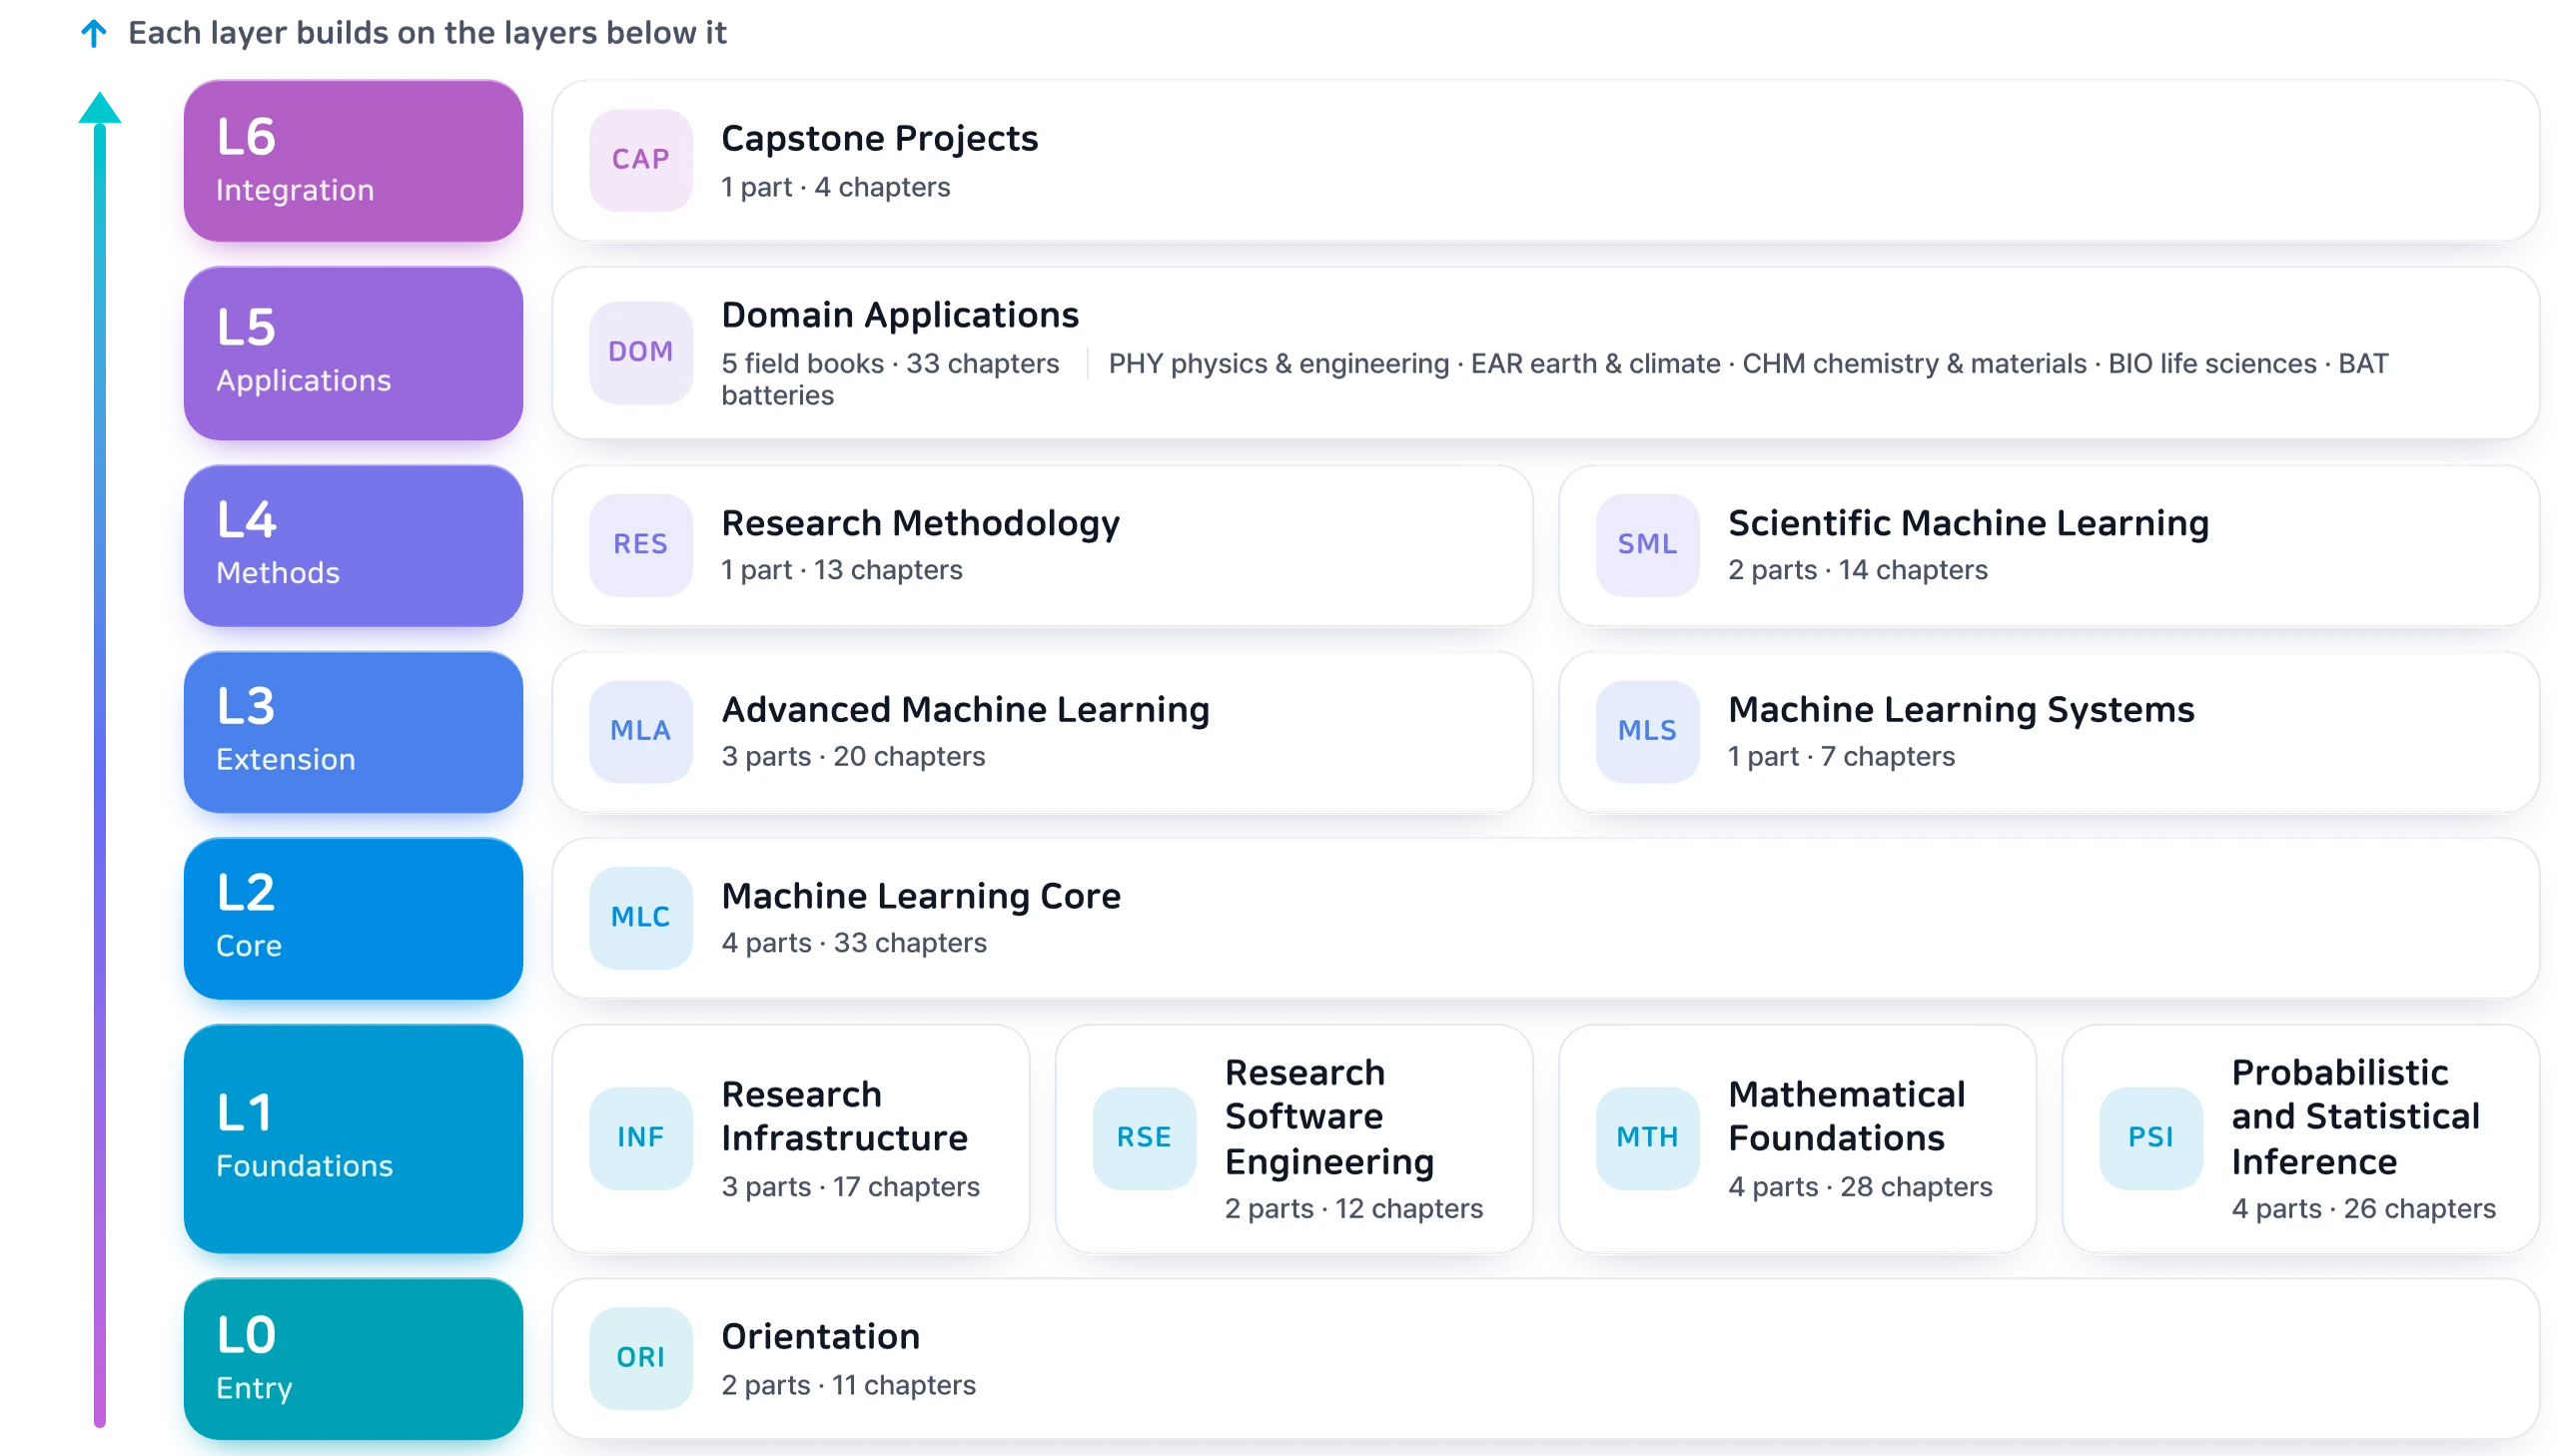 ↑ Each layer builds on the layers below it
L6
Integration
CAP
Capstone Projects
1 part · 4 chapters
L5
Applications
DOM
Domain Applications
5 field books · 33 chapters | PHY physics & engineering · EAR earth & climate · CHM chemistry & materials · BIO life sciences · BAT
batteries
L4
Methods
RES
Research Methodology
1 part · 13 chapters
SML
Scientific Machine Learning
2 parts · 14 chapters
L3
Extension
MLA
Advanced Machine Learning
3 parts · 20 chapters
MLS
Machine Learning Systems
1 part · 7 chapters
L2
Core
MLC
Machine Learning Core
4 parts · 33 chapters
L1
Foundations
INF
Research
Infrastructure
3 parts · 17 chapters
RSE
Research
Software
Engineering
2 parts · 12 chapters
MTH
Mathematical
Foundations
4 parts · 28 chapters
PSI
Probabilistic
and Statistical
Inference
4 parts · 26 chapters
L0
Entry
ORI
Orientation
2 parts · 11 chapters